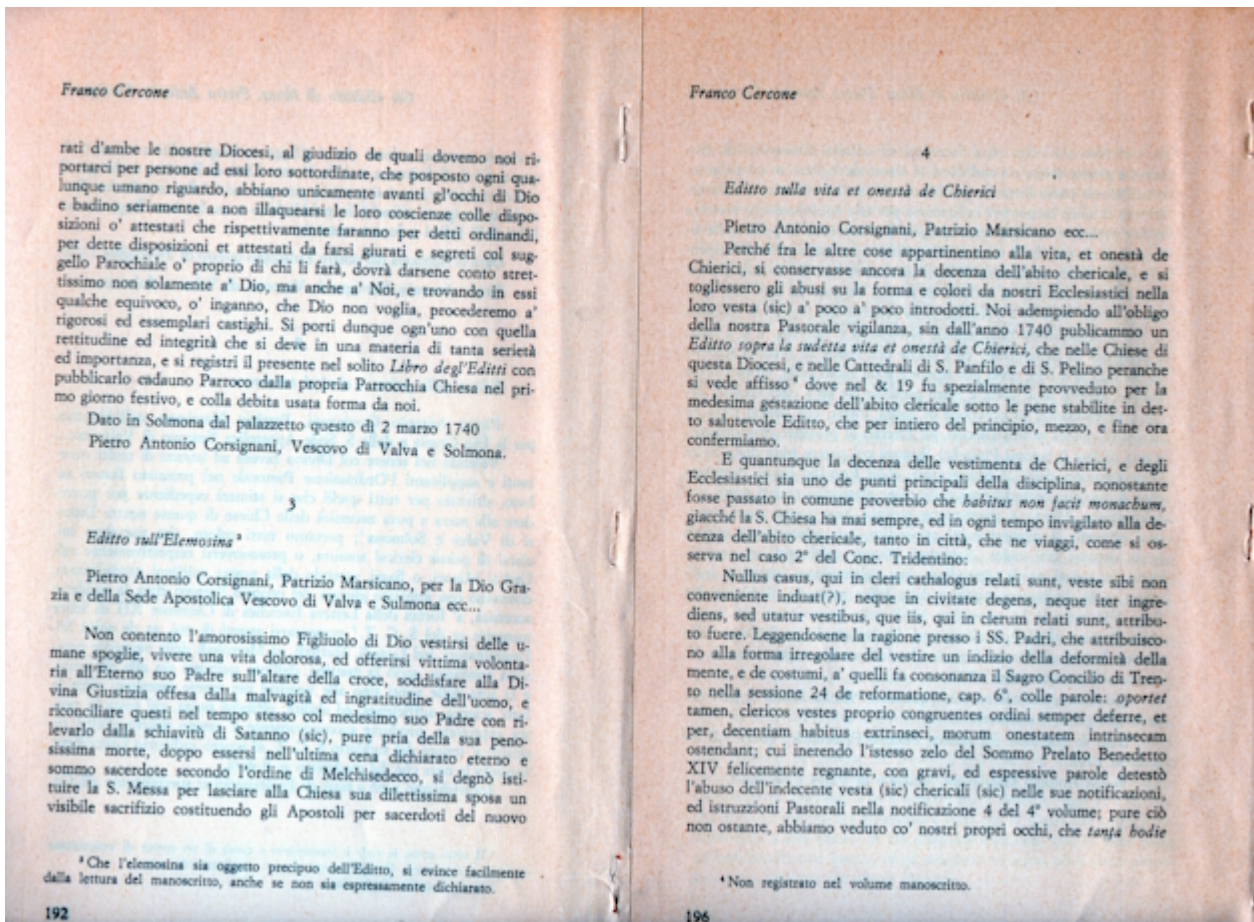 Franco Cercone
rati d'ambe le nostre Diocesi, al giudizio de quali dovemo noi ri-
portarci per persone ad essi loro sottordinate, che posposto ogni qua-
lunque umano riguardo, abbiano unicamente avanti gl'occhi di Dio
e badino seriamente a non illaquearsi le loro coscienze colle dispo-
sizioni o' attestati che rispettivamente faranno per detti ordinandi,
per dette disposizioni et attestati da farsi giurati e segreti col sug-
gello Parochiale o' proprio di chi li farà, dovrà darsene conto stret-
tissimo non solamente a' Dio, ma anche a' Noi, e trovando in essi
qualche equivoco, o' inganno, che Dio non voglia, procederemo a'
rigorosi ed essemplari castighi. Si porti dunque ogn'uno con quella
rettitudine ed integrità che si deve in una materia di tanta serietà
ed importanza, e si registri il presente nel solito Libro degl'Editti con
pubblicarlo cadauno Parroco dalla propria Parrocchia Chiesa nel pri-
mo giorno festivo, e colla debita usata forma da noi.
Dato in Solmona dal palazzetto questo dì 2 marzo 1740
Pietro Antonio Corsignani, Vescovo di Valva e Solmona.
3
Editto sull'Elemosina ³
Pietro Antonio Corsignani, Patrizio Marsicano, per la Dio Gra-
zia e della Sede Apostolica Vescovo di Valva e Sulmona ecc...
Non contento l'amorosissimo Figliuolo di Dio vestirsi delle u-
mane spoglie, vivere una vita dolorosa, ed offerirsi vittima volonta-
ria all'Eterno suo Padre sull'altare della croce, soddisfare alla Di-
vina Giustizia offesa dalla malvagità ed ingratitudine dell'uomo, e
riconciliare questi nel tempo stesso col medesimo suo Padre con ri-
levarlo dalla schiavitù di Satanno (sic), pure pria della sua peno-
sissima morte, doppo essersi nell'ultima cena dichiarato eterno e
sommo sacerdote secondo l'ordine di Melchisedecco, si degnò isti-
tuire la S. Messa per lasciare alla Chiesa sua dilettissima sposa un
visibile sacrifizio costituendo gli Apostoli per sacerdoti del nuovo
³ Che l'elemosina sia oggetto precipuo dell'Editto, si evince facilmente
dalla lettura del manoscritto, anche se non sia espressamente dichiarato.
192
Franco Cercone
4
Editto sulla vita et onestà de Chierici
Pietro Antonio Corsignani, Patrizio Marsicano ecc...
Perché fra le altre cose appartinentino alla vita, et onestà de
Chierici, si conservasse ancora la decenza dell'abito chericale, e si
togliessero gli abusi su la forma e colori da nostri Ecclesiastici nella
loro vesta (sic) a' poco a' poco introdotti. Noi adempiendo all'obligo
della nostra Pastorale vigilanza, sin dall'anno 1740 publicammo un
Editto sopra la sudetta vita et onestà de Chierici, che nelle Chiese di
questa Diocesi, e nelle Cattedrali di S. Panfilo e di S. Pelino peranche
si vede affisso ⁴ dove nel & 19 fu spezialmente provveduto per la
medesima gestazione dell'abito clericale sotto le pene stabilite in det-
to salutevole Editto, che per intiero del principio, mezzo, e fine ora
confermiamo.
E quantunque la decenza delle vestimenta de Chierici, e degli
Ecclesiastici sia uno de punti principali della disciplina, nonostante
fosse passato in comune proverbio che habitus non facit monachum,
giacché la S. Chiesa ha mai sempre, ed in ogni tempo invigilato alla de-
cenza dell'abito chericale, tanto in città, che ne viaggi, come si os-
serva nel caso 2° del Conc. Tridentino:
Nullus casus, qui in cleri cathalogus relati sunt, veste sibi non
conveniente induat(?), neque in civitate degens, neque iter ingre-
diens, sed utatur vestibus, que iis, qui in clerum relati sunt, attribu-
to fuere. Leggendosene la ragione presso i SS. Padri, che attribuisco-
no alla forma irregolare del vestire un indizio della deformità della
mente, e de costumi, a' quelli fa consonanza il Sagro Concilio di Tren-
to nella sessione 24 de reformatione, cap. 6°, colle parole: oportet
tamen, clericos vestes proprio congruentes ordini semper deferre, et
per, decentiam habitus extrinseci, morum onestatem intrinsecam
ostendant; cui inerendo l'istesso zelo del Sommo Prelato Benedetto
XIV felicemente regnante, con gravi, ed espressive parole detestò
l'abuso dell'indecente vesta (sic) chericali (sic) nelle sue notificazioni,
ed istruzzioni Pastorali nella notificazione 4 del 4° volume; pure ciò
non ostante, abbiamo veduto co' nostri propri occhi, che tanta hodie
⁴ Non registrato nel volume manoscritto.
196